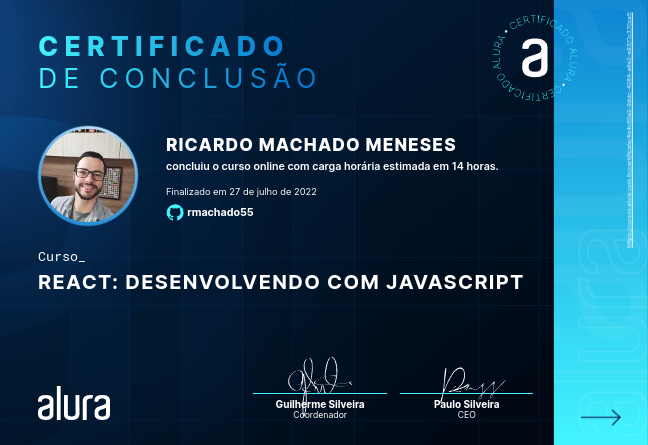 CERTIFICADO
DE CONCLUSÃO
CERTIFICADO ALURA • CERTIFICADO ALURA •
a
RICARDO MACHADO MENESES
concluiu o curso online com carga horária estimada em 14 horas.
Finalizado em 27 de julho de 2022
rmachado55
Curso_
REACT: DESENVOLVENDO COM JAVASCRIPT
alura
Guilherme Silveira
Coordenador
Paulo Silveira
CEO
alura